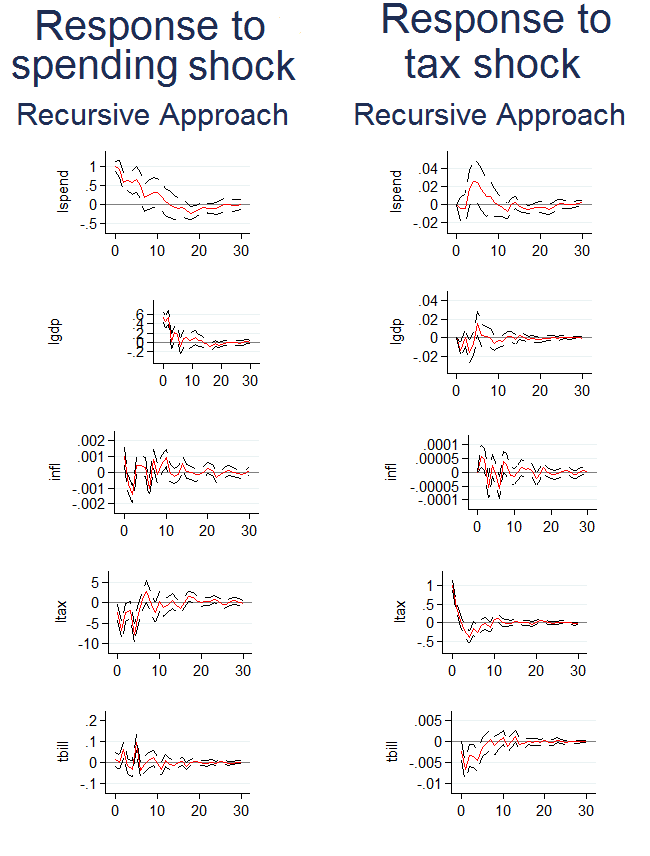 Response to
spending shock
Recursive Approach
lspend
1
.5
0
-.5
0 10 20 30
lgdp
.6
.4
.2
0
-.2
0 10 20 30
infl
.002
.001
0
-.001
-.002
0 10 20 30
ltax
5
0
-5
-10
0 10 20 30
tbill
.2
.1
0
-.1
0 10 20 30
Response to
tax shock
Recursive Approach
lspend
.04
.02
0
-.02
0 10 20 30
lgdp
.04
.02
0
-.02
0 10 20 30
infl
.0001
.00005
0
-.00005
-.0001
0 10 20 30
ltax
1
.5
0
-.5
0 10 20 30
tbill
.005
0
-.005
-.01
0 10 20 30